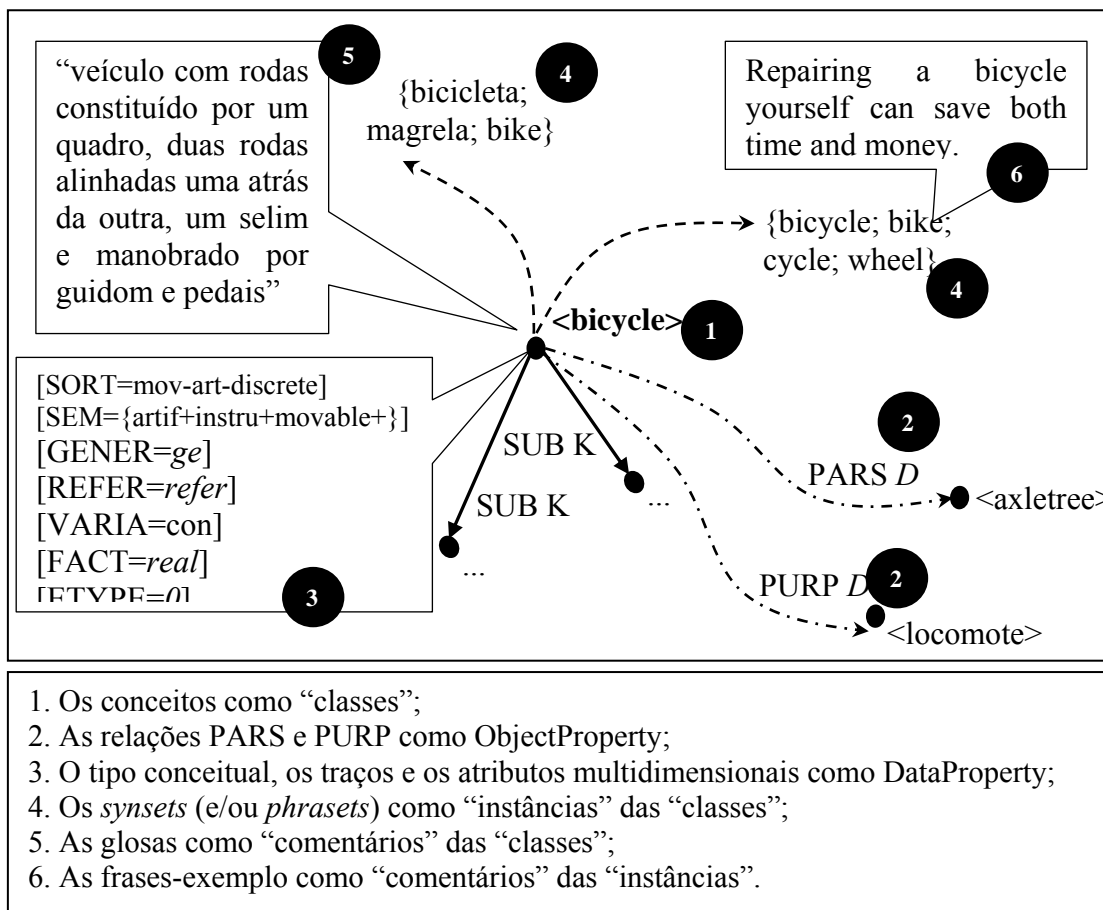 “veículo com rodas
constituído por um
quadro, duas rodas
alinhadas uma atrás
da outra, um selim
e manobrado por
guidom e pedais”
5
{bicicleta;
magrela; bike}
4
Repairing a bicycle
yourself can save both
time and money.
6
{bicycle; bike;
cycle; wheel}
4
<bicycle>
1
[SORT=mov-art-discrete]
[SEM={artif+instru+movable+}]
[GENER=ge]
[REFER=refer]
[VARIA=con]
[FACT=real]
[ETYPE=0]
3
SUB K
...
SUB K
...
2
PARS D
<axletree>
2
PURP D
<locomote>
1. Os conceitos como “classes”;
2. As relações PARS e PURP como ObjectProperty;
3. O tipo conceitual, os traços e os atributos multidimensionais como DataProperty;
4. Os synsets (e/ou phrasets) como “instâncias” das “classes”;
5. As glosas como “comentários” das “classes”;
6. As frases-exemplo como “comentários” das “instâncias”.